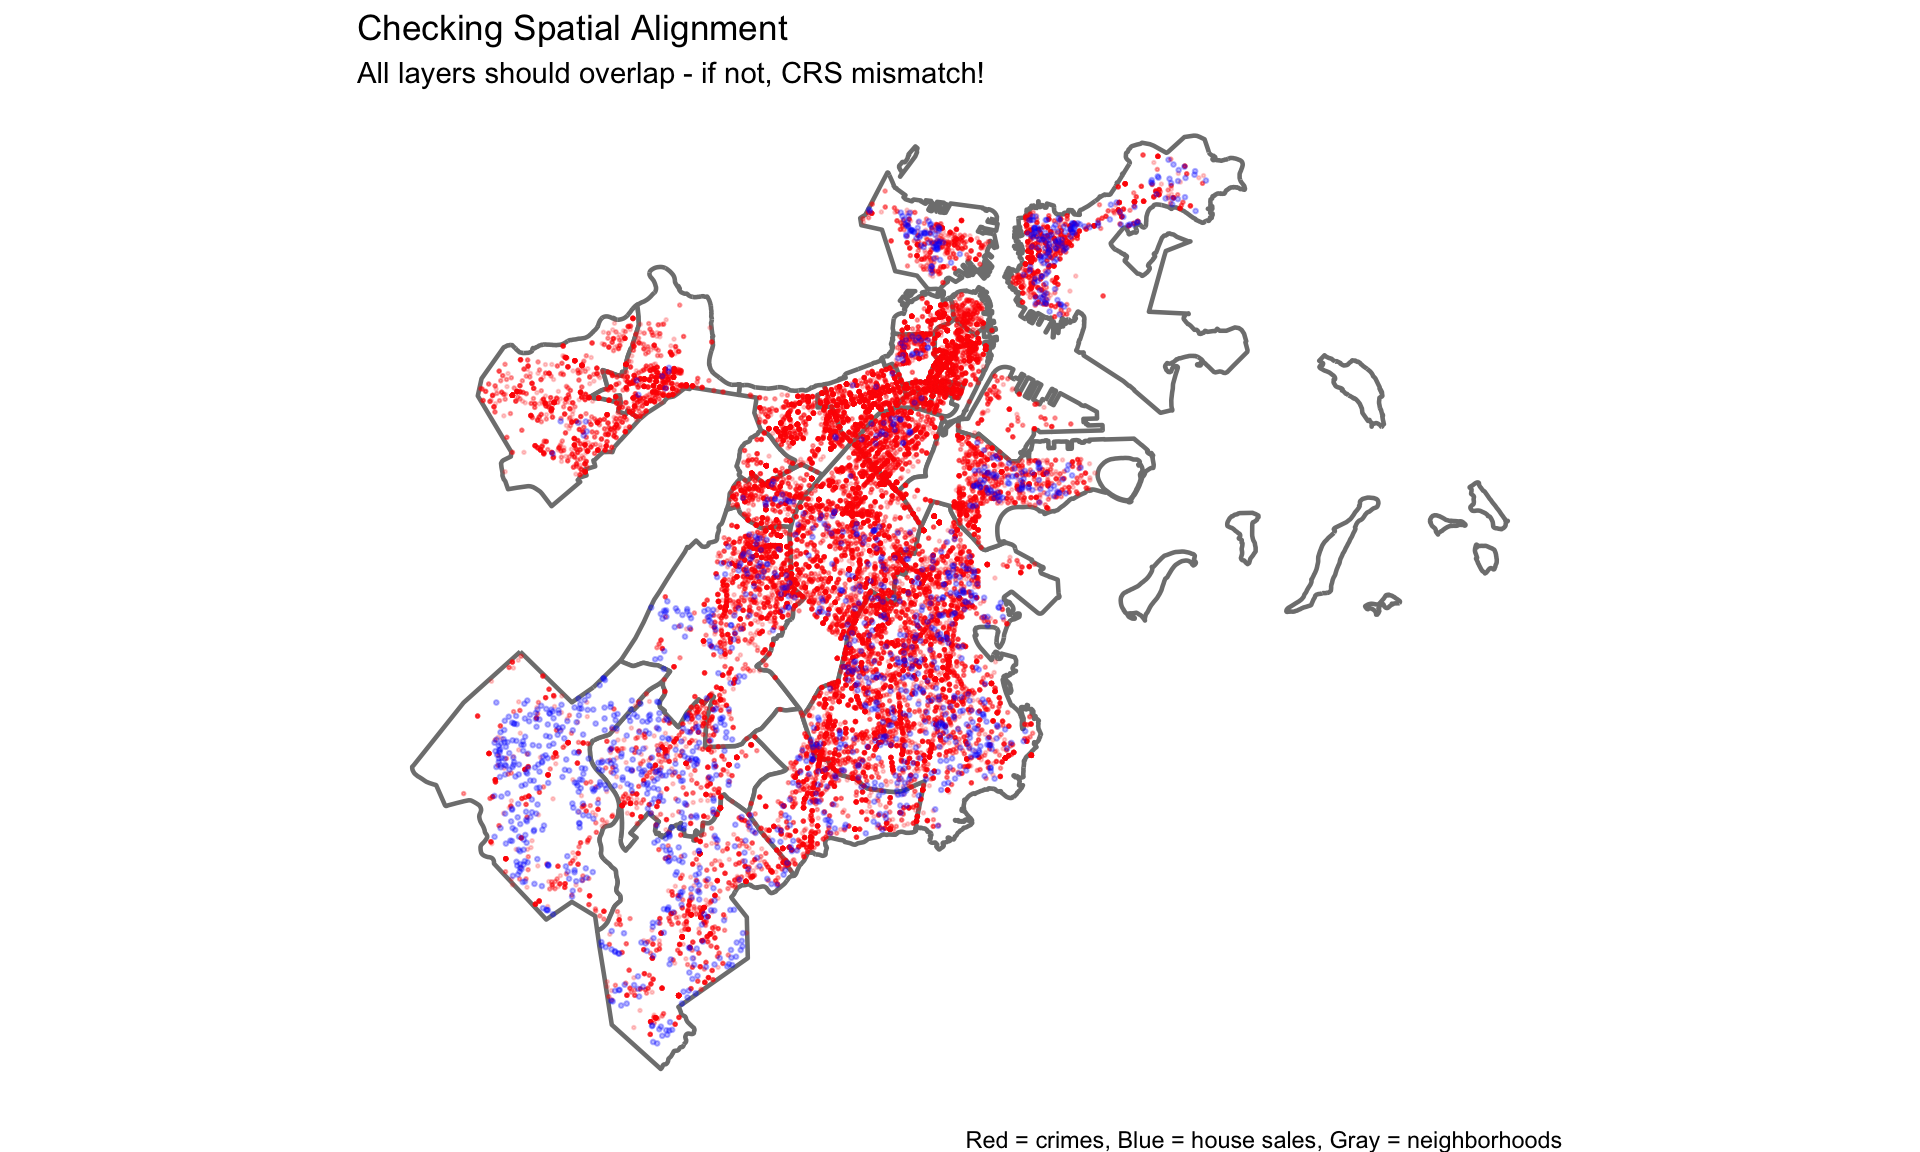 Checking Spatial Alignment
All layers should overlap - if not, CRS mismatch!
Red = crimes, Blue = house sales, Gray = neighborhoods